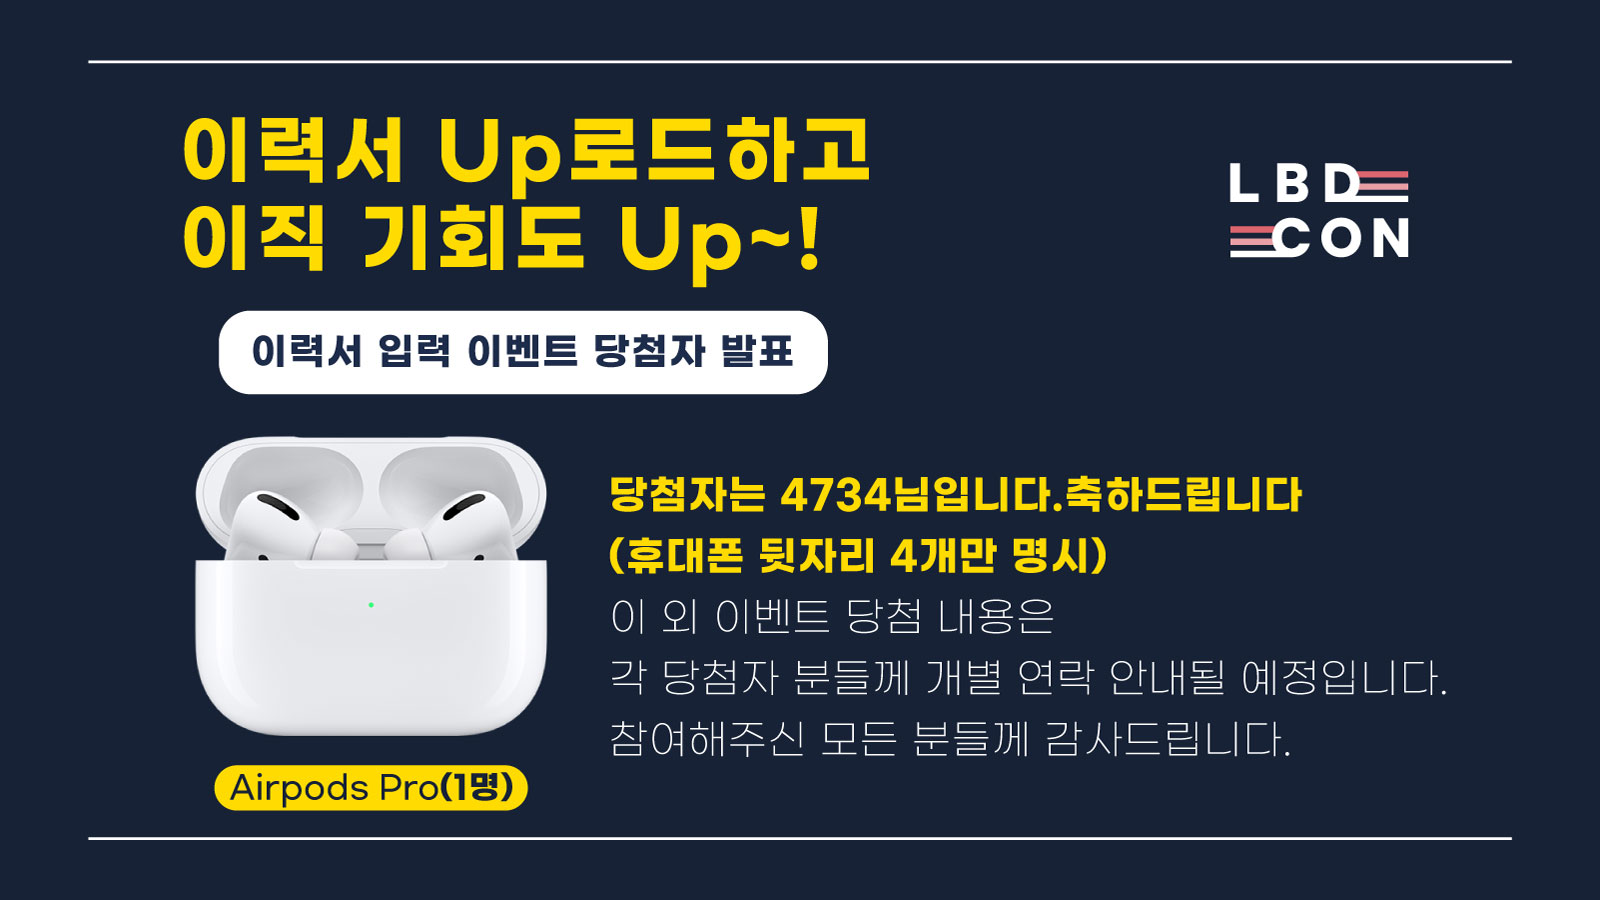 이력서 Up로드하고
이직 기회도 Up~!
LBD
CON
이력서 입력 이벤트 당첨자 발표
당첨자는 4734님입니다.축하드립니다
(휴대폰 뒷자리 4개만 명시)
이 외 이벤트 당첨 내용은
각 당첨자 분들께 개별 연락 안내될 예정입니다.
참여해주신 모든 분들께 감사드립니다.
Airpods Pro(1명)